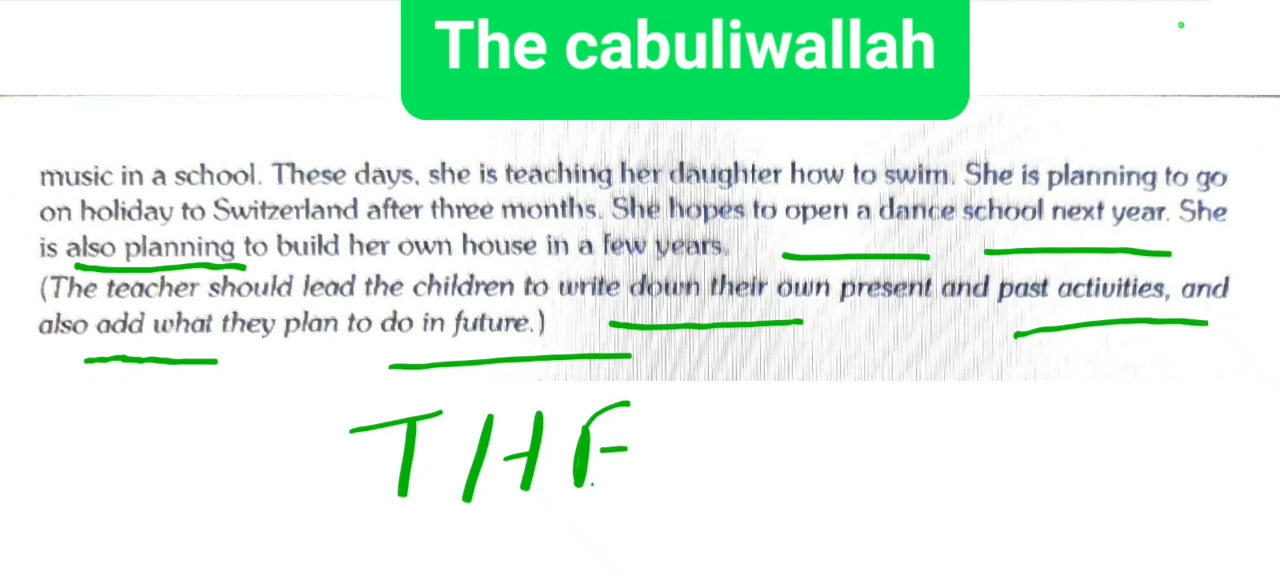 The cabuliwallah
music in a school. These days, she is teaching her daughter how to swim. She is planning to go
on holiday to Switzerland after three months. She hopes to open a dance school next year. She
is also planning to build her own house in a few years.
(The teacher should lead the children to write down their own present and past activities, and
also add what they plan to do in future.)
THE